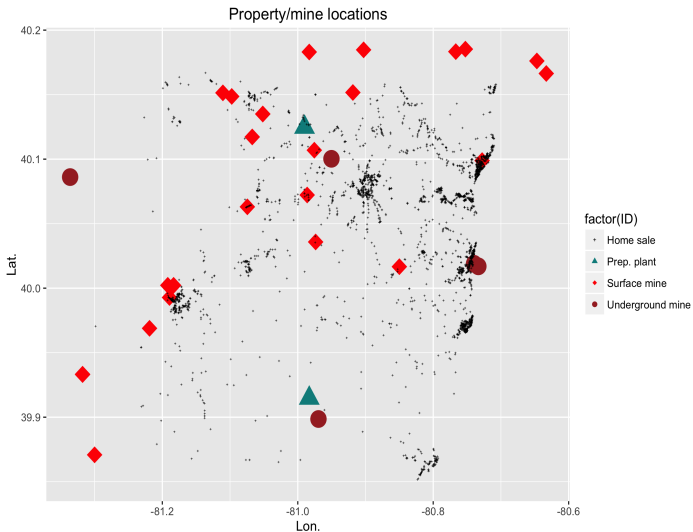 Property/mine locations
40.2
40.1
40.0
39.9
Lat.
-81.2
-81.0
-80.8
-80.6
Lon.
factor(ID)
Home sale
Prep. plant
Surface mine
Underground mine